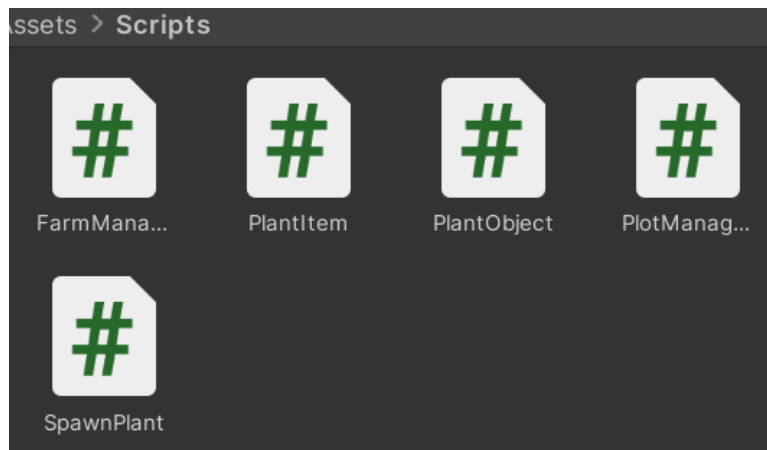 ssets > Scripts
FarmMana...
PlantItem
PlantObject
PlotManag...
SpawnPlant